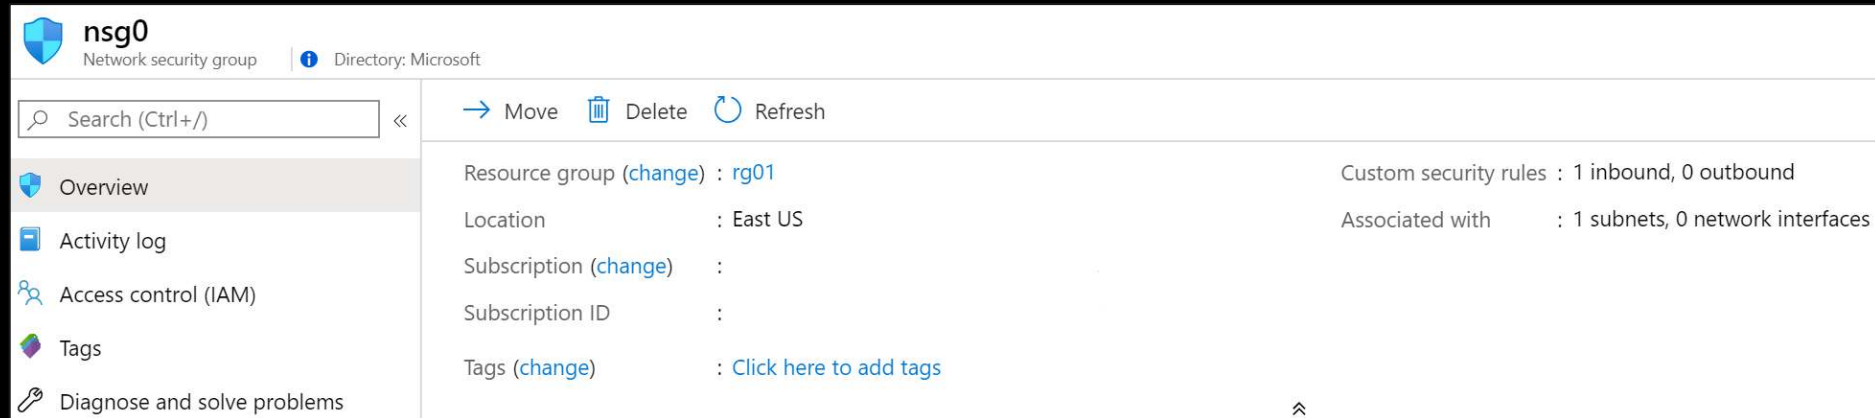 nsg0
Network security group
Directory: Microsoft
Search (Ctrl+/)
«
Move Delete Refresh
Overview
Activity log
Access control (IAM)
Tags
Diagnose and solve problems
Resource group (change) : rg01
Location : East US
Subscription (change) :
Subscription ID :
Tags (change) : Click here to add tags
Custom security rules : 1 inbound, 0 outbound
Associated with : 1 subnets, 0 network interfaces